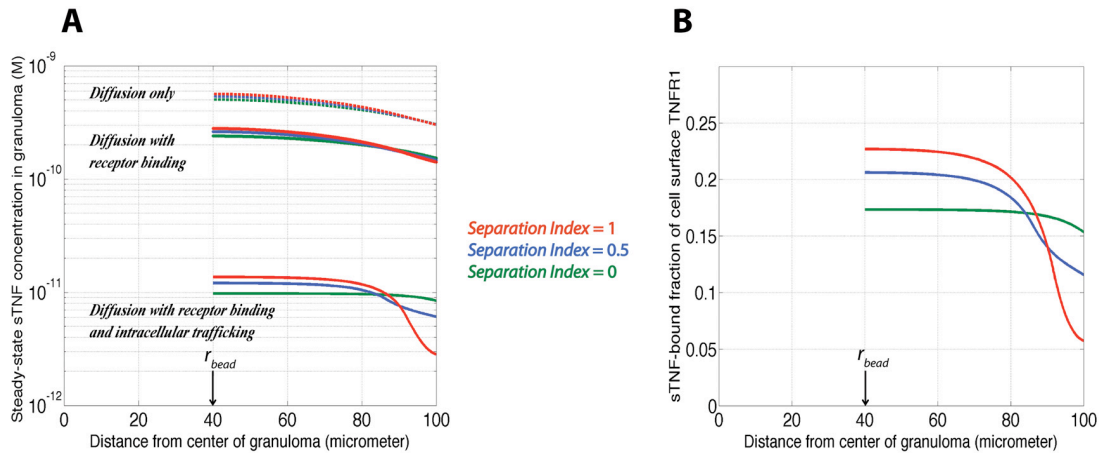 A
Steady-state sTNF concentration in granuloma (M)
10^-9
10^-10
10^-11
10^-12
Diffusion only
Diffusion with
receptor binding
Diffusion with receptor binding
and intracellular trafficking
r_bead
0 20 40 60 80 100
Distance from center of granuloma (micrometer)
Separation Index = 1
Separation Index = 0.5
Separation Index = 0
B
sTNF-bound fraction of cell surface TNFR1
0.25
0.2
0.15
0.1
0.05
0
r_bead
0 20 40 60 80 100
Distance from center of granuloma (micrometer)